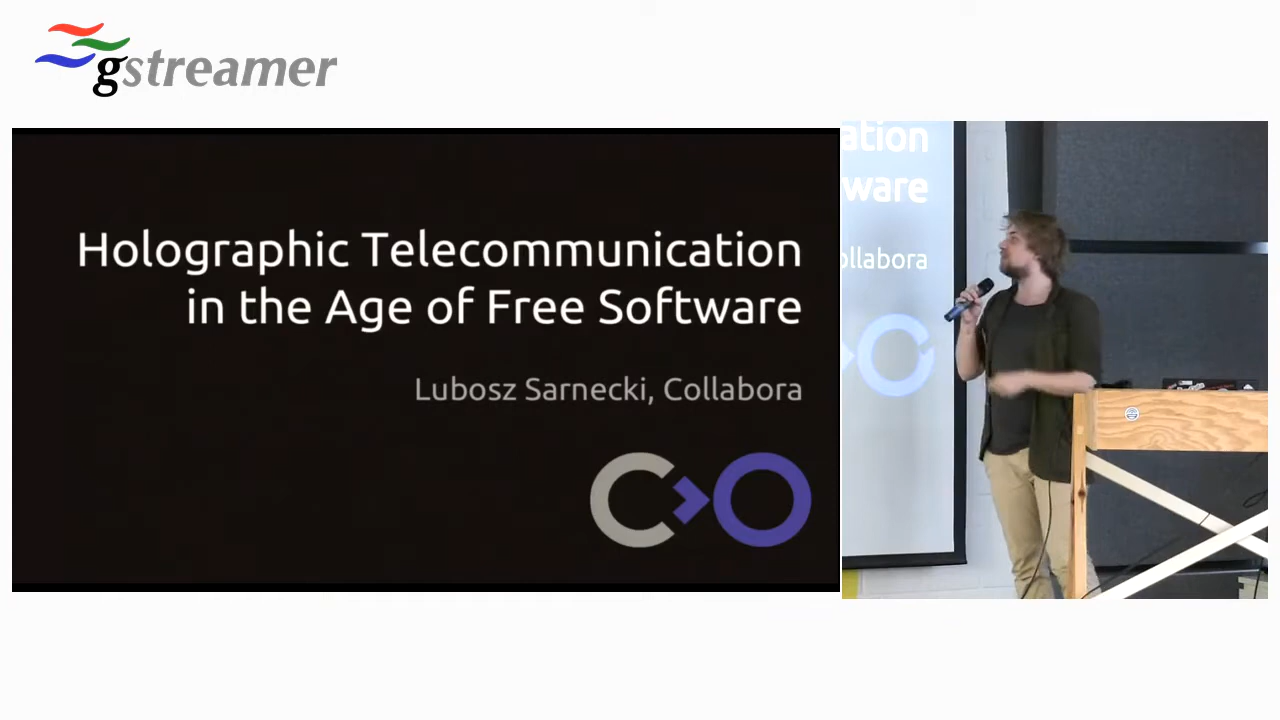 gstreamer
Holographic Telecommunication
in the Age of Free Software
Lubosz Sarnecki, Collabora
ation
ware
ollabora